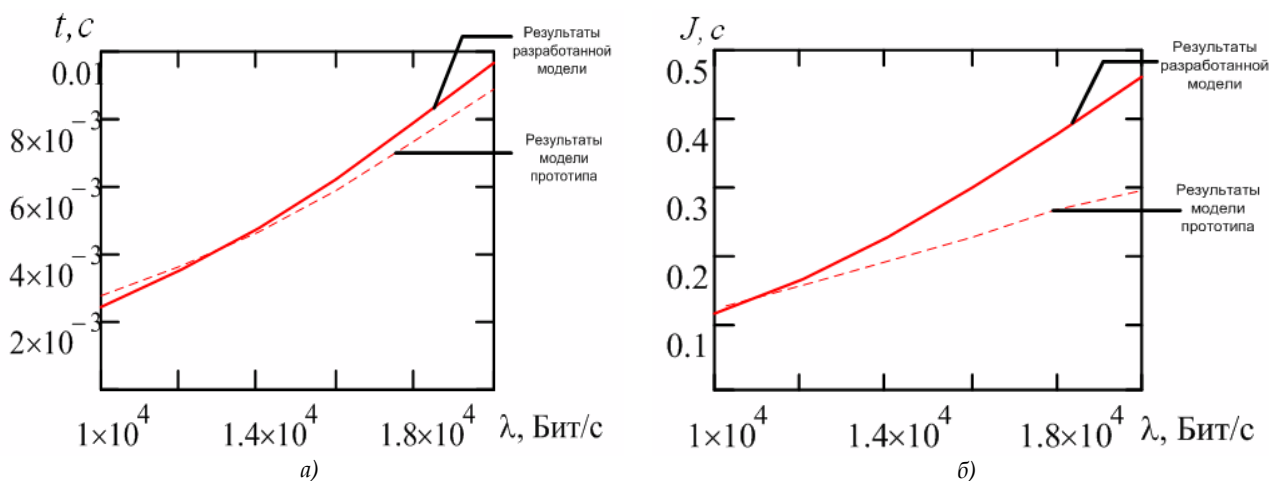 t, c
0.01
8×10⁻³
6×10⁻³
4×10⁻³
2×10⁻³
1×10⁴
1.4×10⁴
1.8×10⁴
λ, Бит/с
Результаты
разработанной
модели
Результаты
модели
прототипа
а)
J, c
0.5
0.4
0.3
0.2
0.1
1×10⁴
1.4×10⁴
1.8×10⁴
λ, Бит/с
Результаты
разработанной
модели
Результаты
модели
прототипа
б)